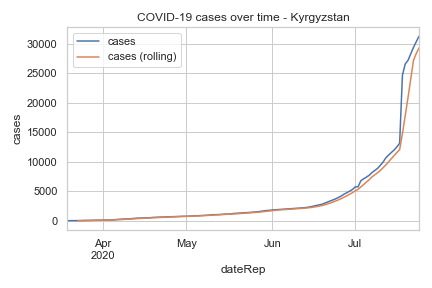 COVID-19 cases over time - Kyrgyzstan
cases
cases (rolling)
30000
25000
20000
15000
10000
5000
0
cases
Apr
2020
May
Jun
Jul
dateRep